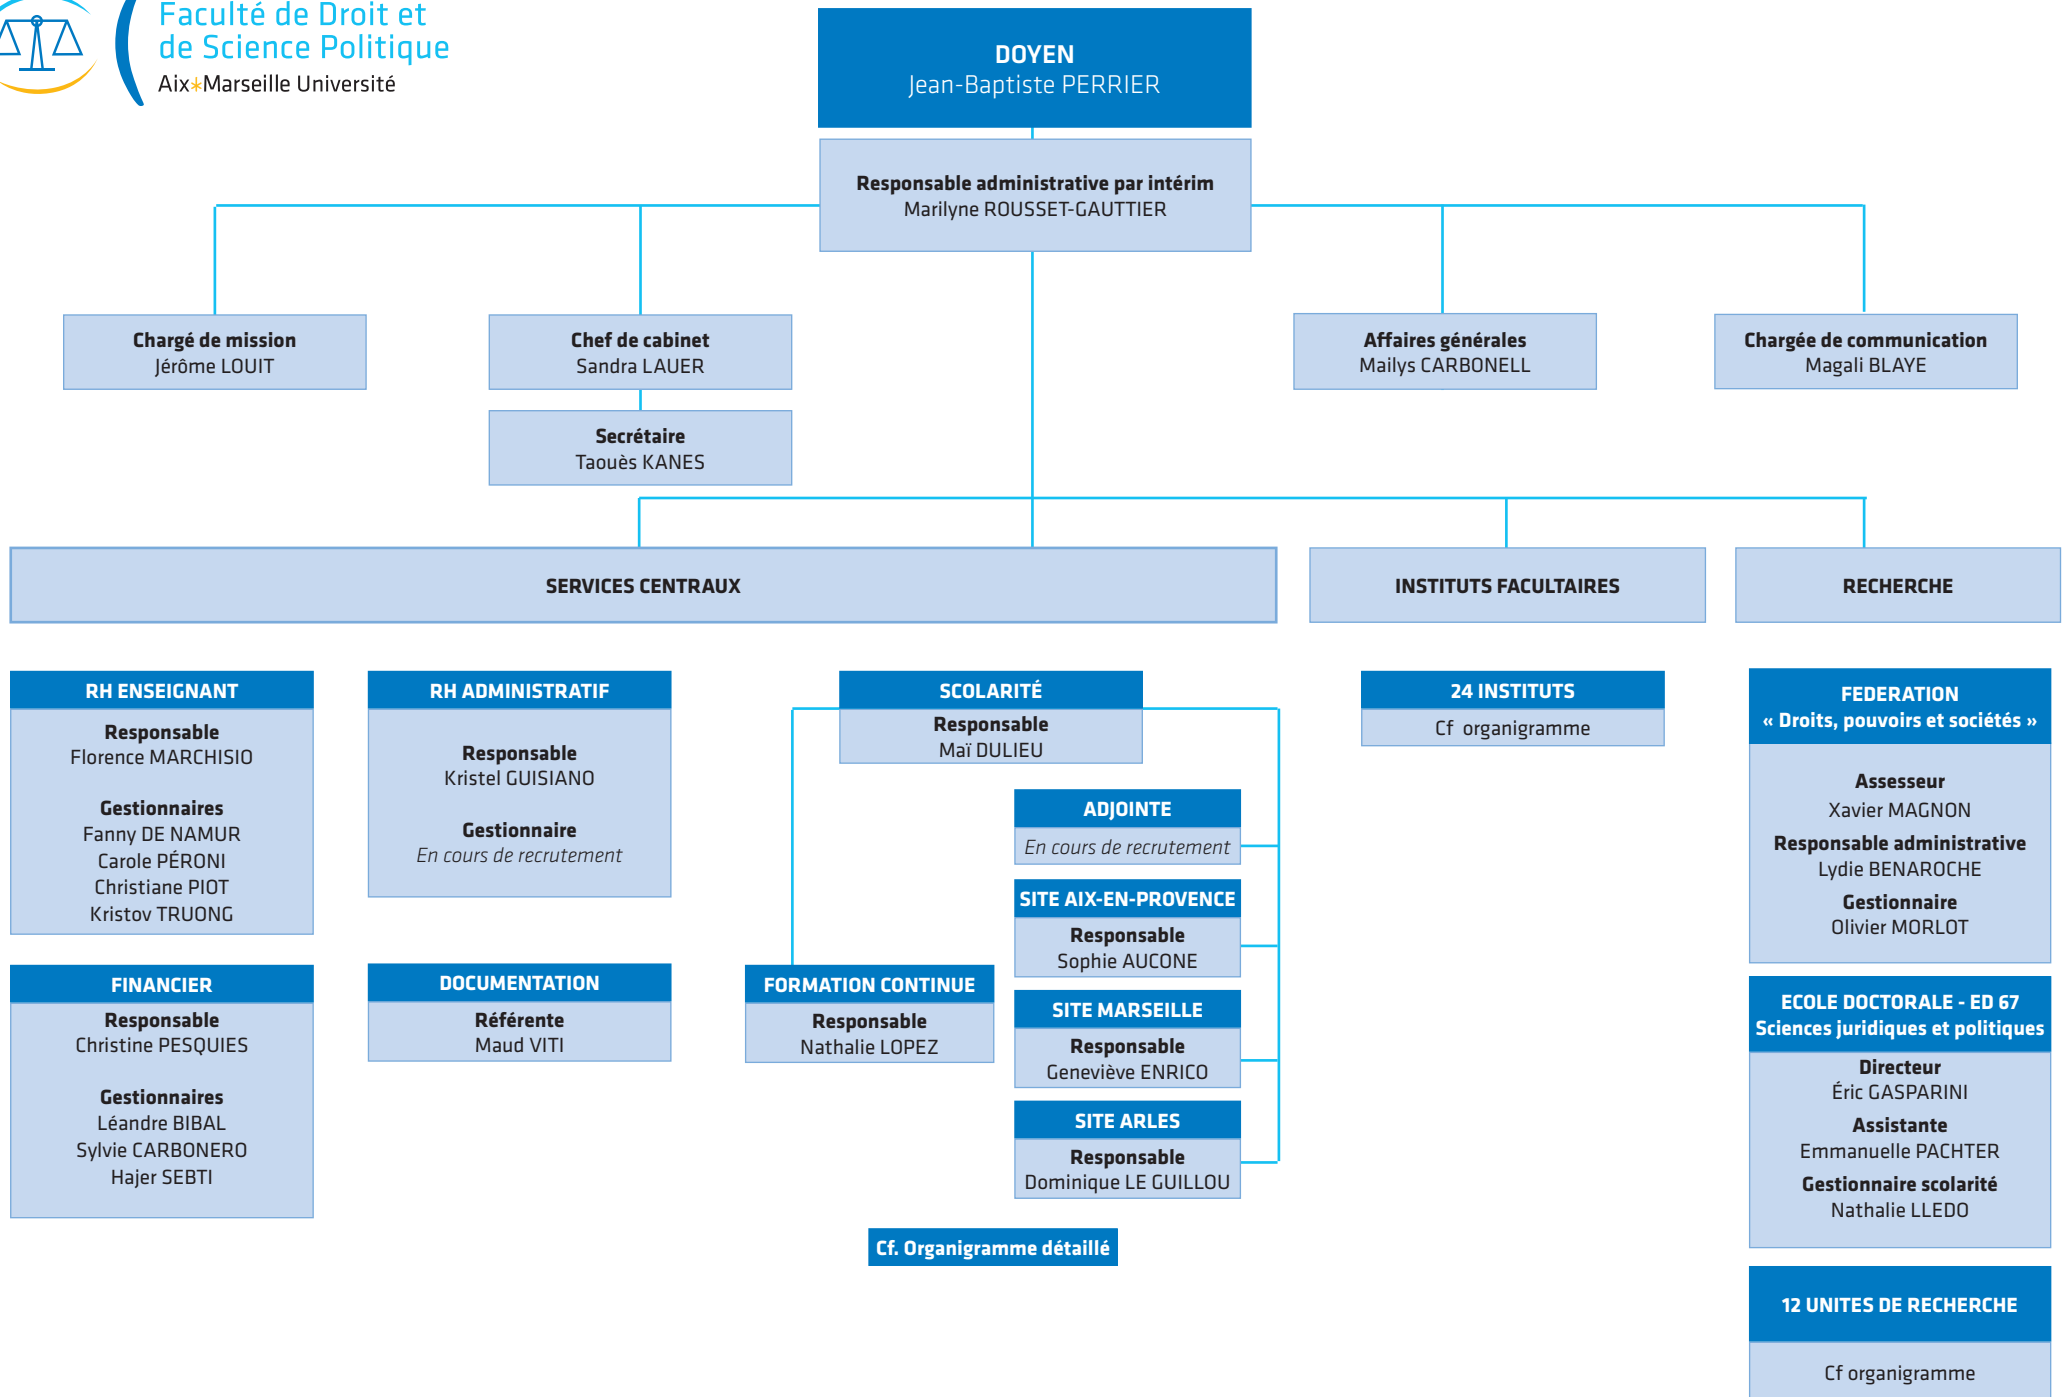 Faculté de Droit et
de Science Politique
Aix*Marseille Université
DOYEN
Jean-Baptiste PERRIER
Responsable administrative par intérim
Marilyne ROUSSET-GAUTTIER
Chargé de mission
Jérôme LOUIT
Chef de cabinet
Sandra LAUER
Secrétaire
Taouès KANES
Affaires générales
Mailys CARBONELL
Chargée de communication
Magali BLAYE
SERVICES CENTRAUX
INSTITUTS FACULTAIRES
RECHERCHE
RH ENSEIGNANT
Responsable
Florence MARCHISIO
Gestionnaires
Fanny DE NAMUR
Carole PÉRONI
Christiane PIOT
Kristov TRUONG
FINANCIER
Responsable
Christine PESQUIES
Gestionnaires
Léandre BIBAL
Sylvie CARBONERO
Hajer SEBTI
RH ADMINISTRATIF
Responsable
Kristel GUISIANO
Gestionnaire
En cours de recrutement
DOCUMENTATION
Référente
Maud VITI
SCOLARITÉ
Responsable
Maï DULIEU
FORMATION CONTINUE
Responsable
Nathalie LOPEZ
ADJOINTE
En cours de recrutement
SITE AIX-EN-PROVENCE
Responsable
Sophie AUCONE
SITE MARSEILLE
Responsable
Geneviève ENRICO
SITE ARLES
Responsable
Dominique LE GUILLOU
Cf. Organigramme détaillé
24 INSTITUTS
Cf organigramme
FEDERATION
« Droits, pouvoirs et sociétés »
Assesseur
Xavier MAGNON
Responsable administrative
Lydie BENAROCHE
Gestionnaire
Olivier MORLOT
ECOLE DOCTORALE - ED 67
Sciences juridiques et politiques
Directeur
Éric GASPARINI
Assistante
Emmanuelle PACHTER
Gestionnaire scolarité
Nathalie LLEDO
12 UNITES DE RECHERCHE
Cf organigramme